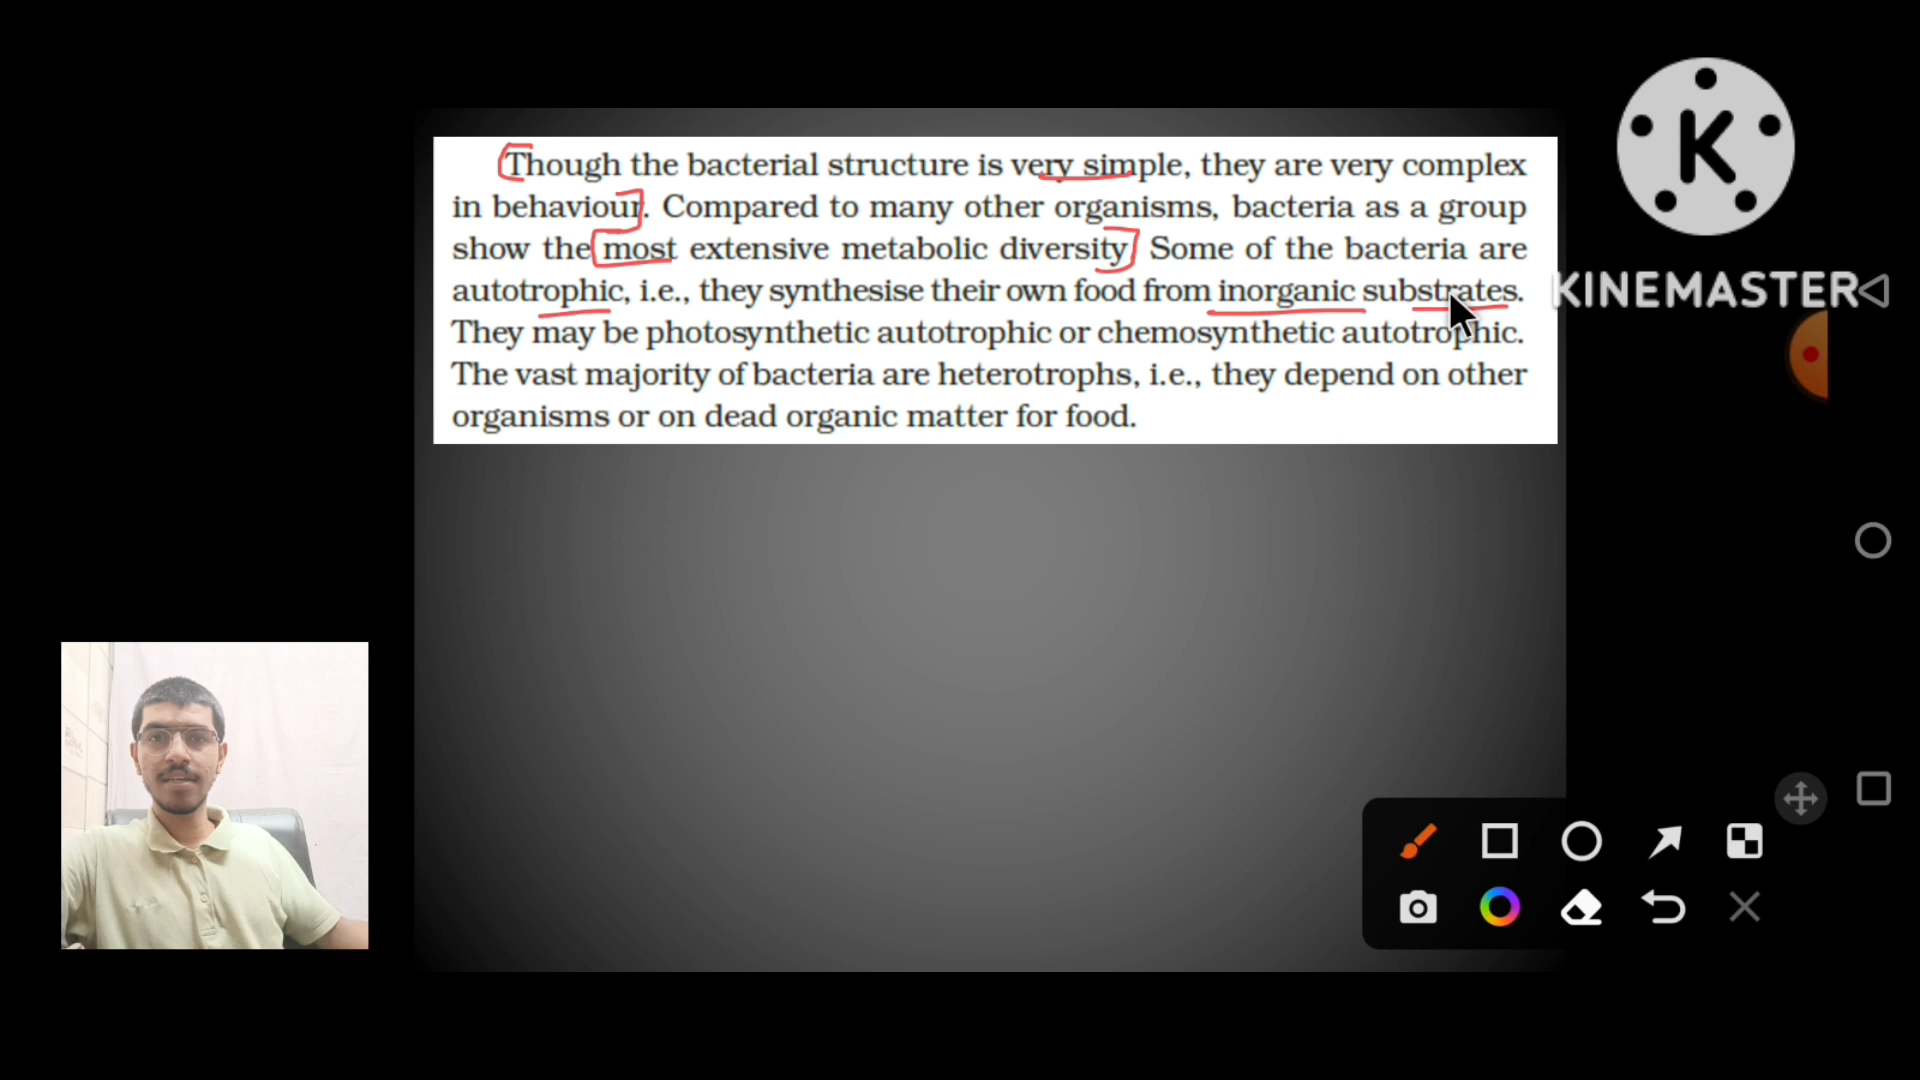 Though the bacterial structure is very simple, they are very complex
in behaviour. Compared to many other organisms, bacteria as a group
show the most extensive metabolic diversity. Some of the bacteria are
autotrophic, i.e., they synthesise their own food from inorganic substrates.
They may be photosynthetic autotrophic or chemosynthetic autotrophic.
The vast majority of bacteria are heterotrophs, i.e., they depend on other
organisms or on dead organic matter for food.
K
KINEMASTER